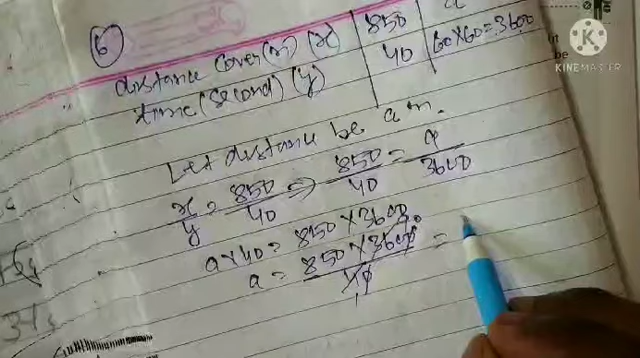 6
distance cover(m) (x) 850 a
time(second) (y) 40 60×60=3600
KINEMASTER
Let distance be a m.
x/y = 850/40 ⇒ 850/40 = a/3600
a×40 = 850×3600
a = 850×3600/40 =